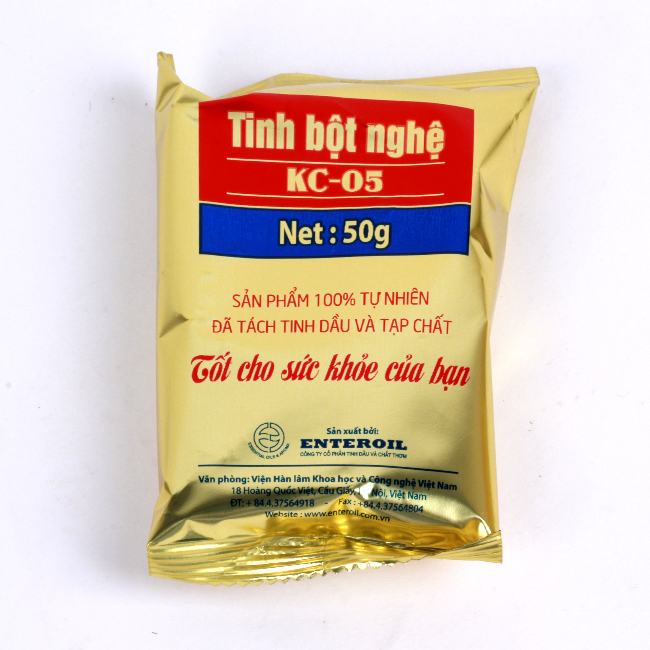 Tinh bột nghệ
KC-05
Net : 50g
SẢN PHẨM 100% TỰ NHIÊN
ĐÃ TÁCH TINH DẦU VÀ TẠP CHẤT
Tốt cho sức khỏe của bạn
Sản xuất bởi:
ENTEROIL
CÔNG TY CỔ PHẦN TINH DẦU VÀ CHẤT THƠM
ESSENTIAL OILS & AROMA
Văn phòng: Viện Hàn lâm Khoa học và Công nghệ Việt Nam
18 Hoàng Quốc Việt, Cầu Giấy, Hà Nội, Việt Nam
ĐT: + 84.4.37564918 - Fax : +84.4.37564804
Website : www.enteroil.com.vn